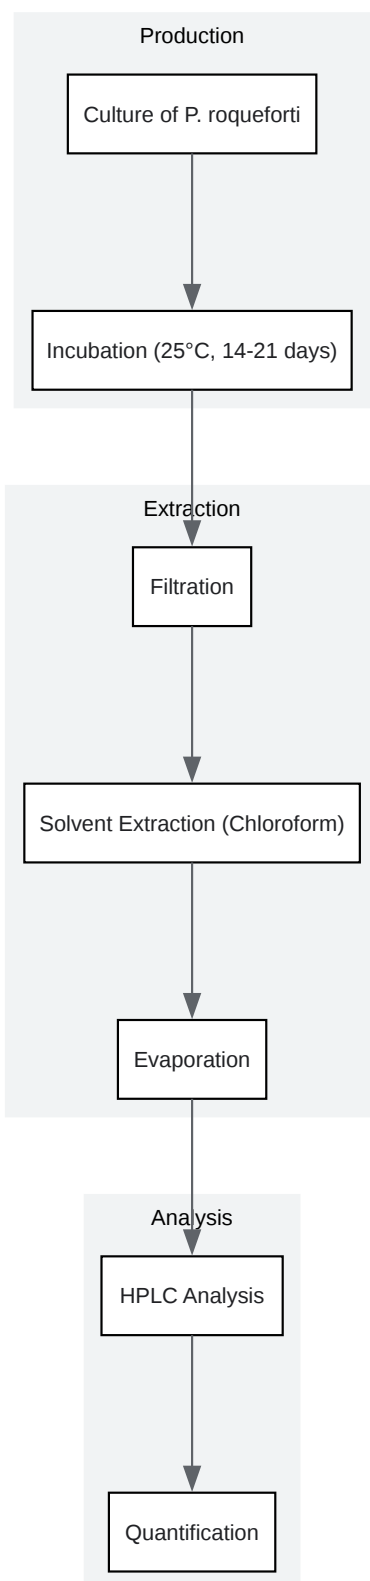 Production
Culture of P. roqueforti
Incubation (25°C, 14-21 days)
Extraction
Filtration
Solvent Extraction (Chloroform)
Evaporation
Analysis
HPLC Analysis
Quantification